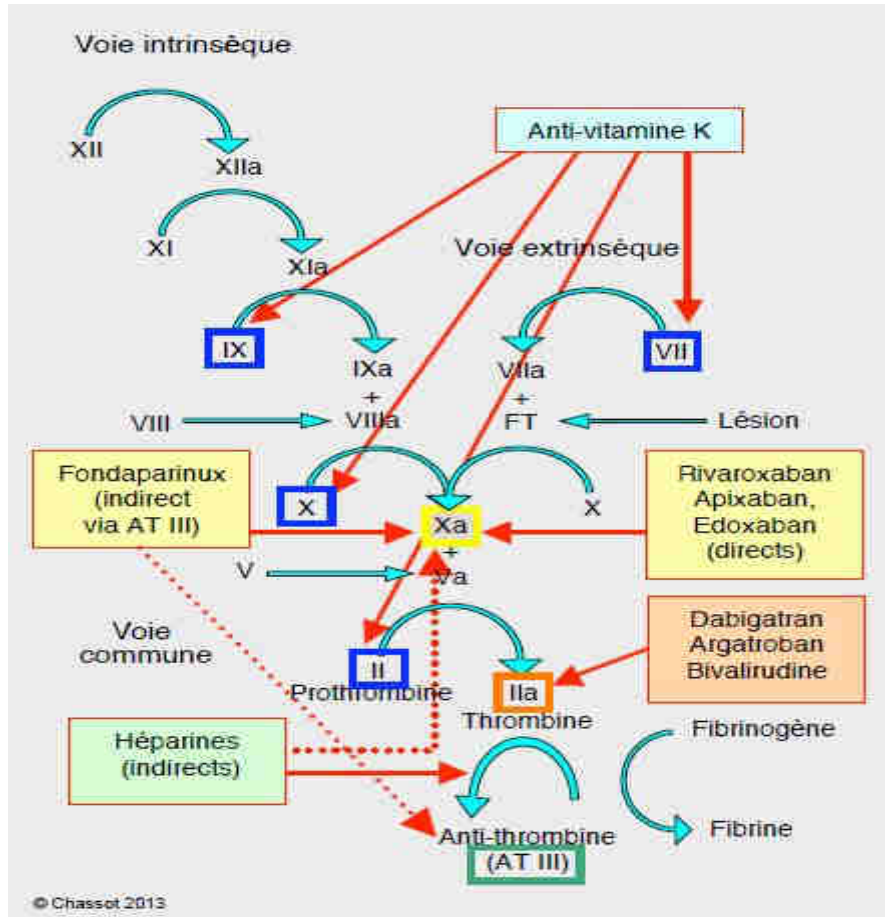 Voie intrinsèque
Anti-vitamine K
XII
XIIa
XI
Voie extrinsèque
XIa
IX
VII
IXa
+
VIIIa
VIIa
+
FT
VIII
Lésion
Fondaparinux
(indirect
via AT III)
X
Xa
+
Va
X
Rivaroxaban
Apixaban,
Edoxaban
(directs)
V
Voie
commune
Dabigatran
Argatroban
Bivalirudine
II
Prothrombine
IIa
Thrombine
Héparines
(indirects)
Fibrinogène
Anti-thrombine
(AT III)
Fibrine
© Chassot 2013